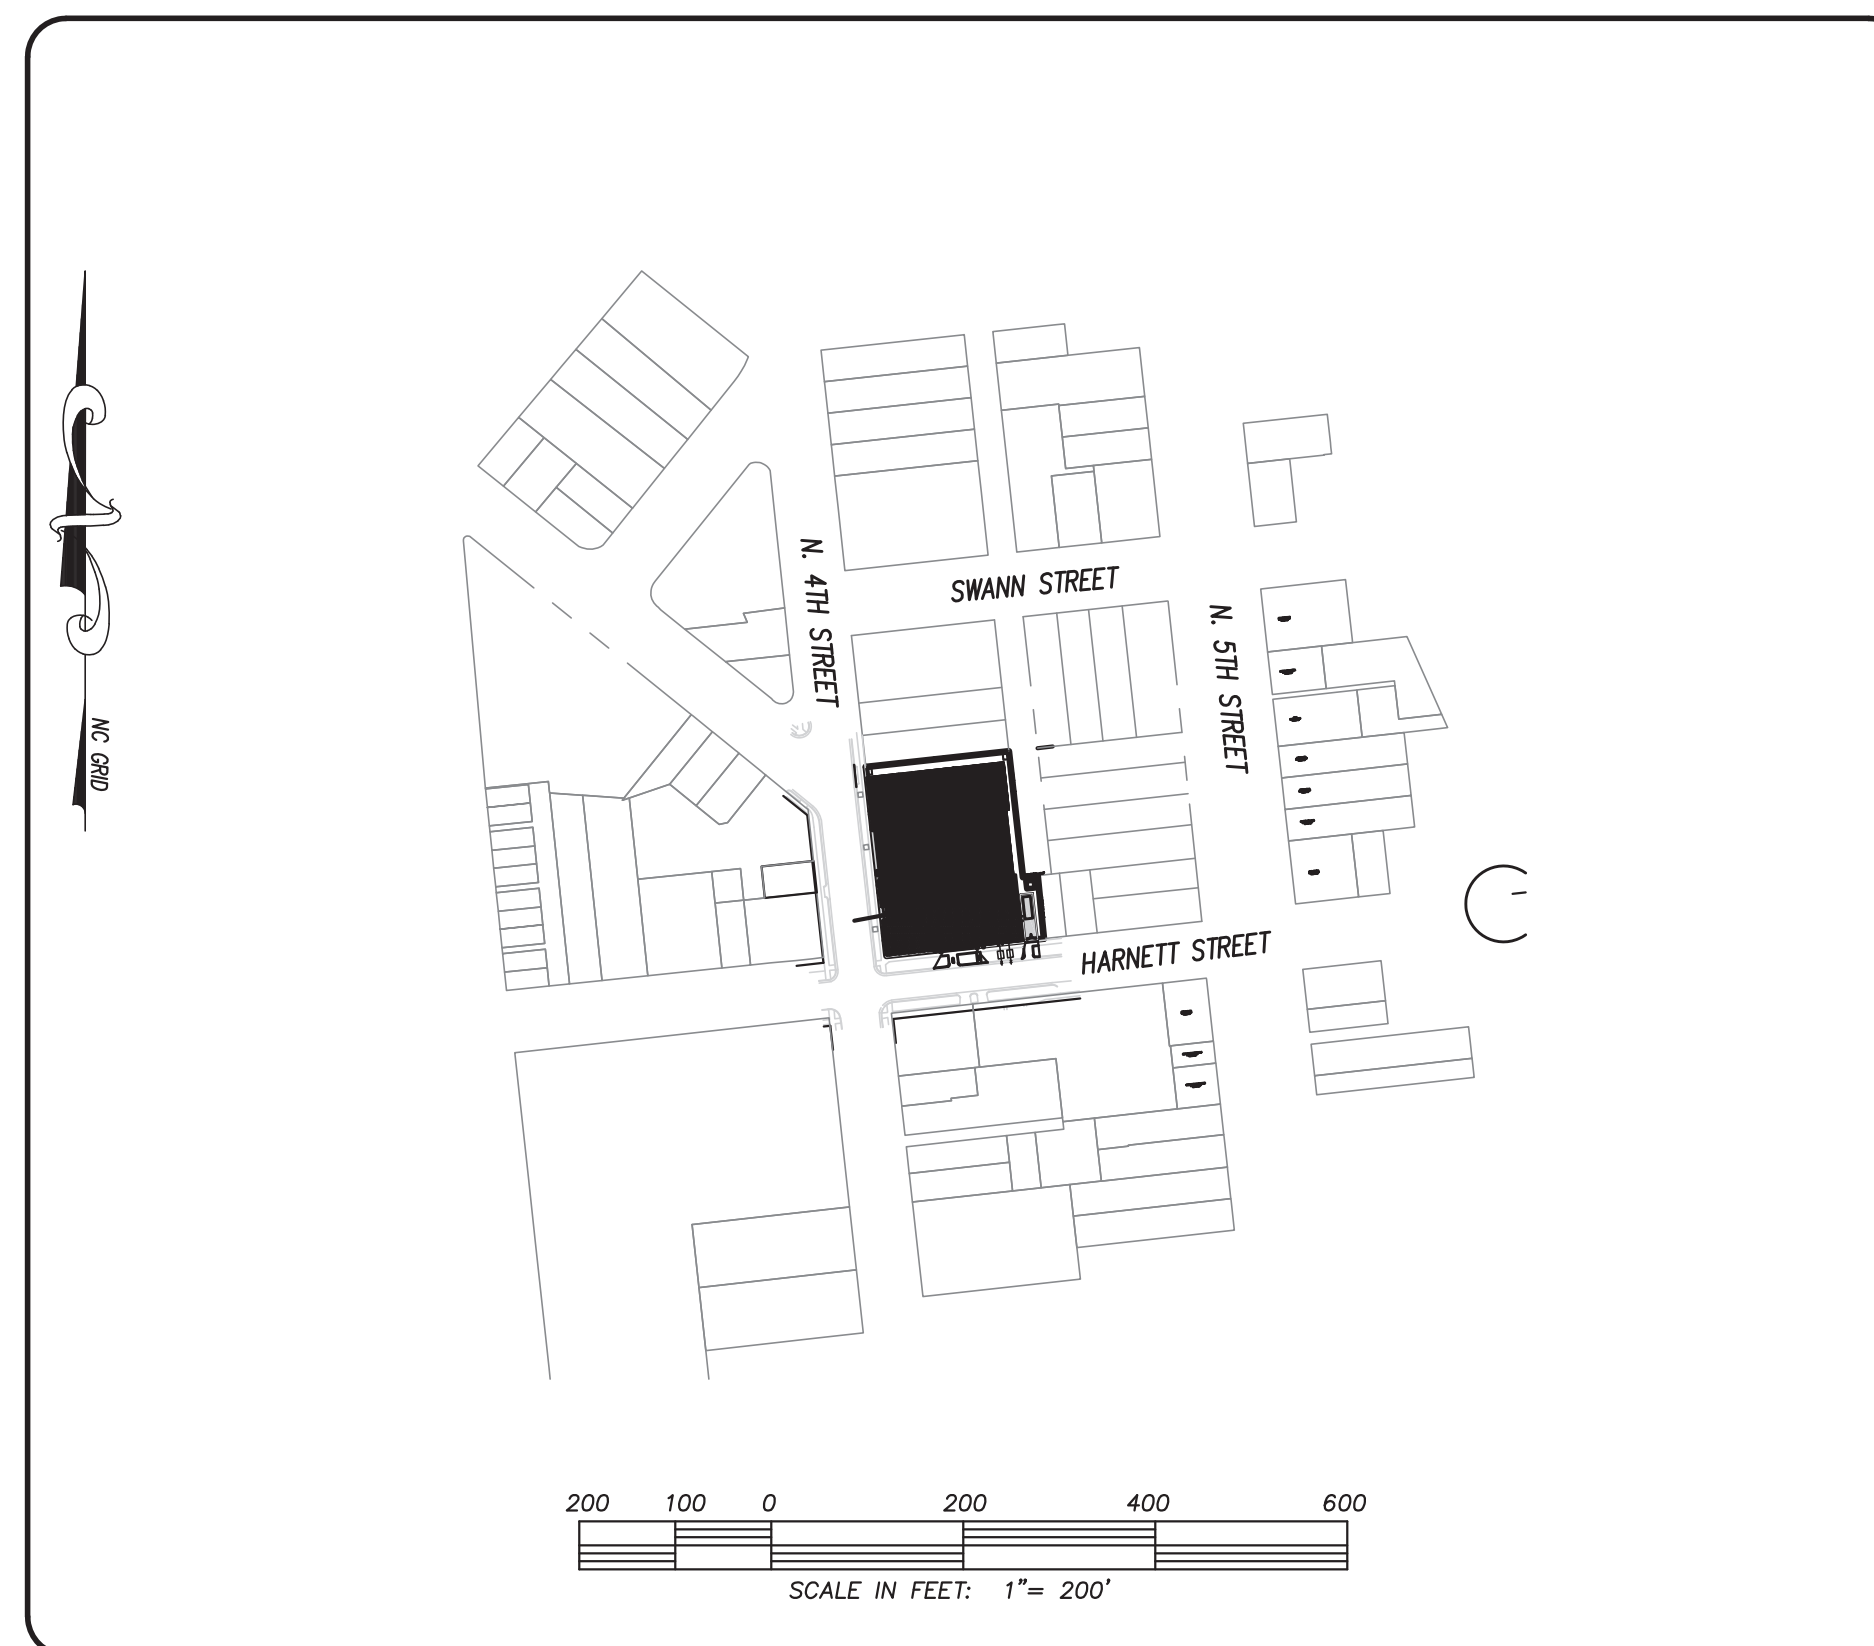 N. 4TH STREET
SWANN STREET
N. 5TH STREET
NC GRID
HARNETT STREET
200 100 0 200 400 600
SCALE IN FEET: 1"= 200'